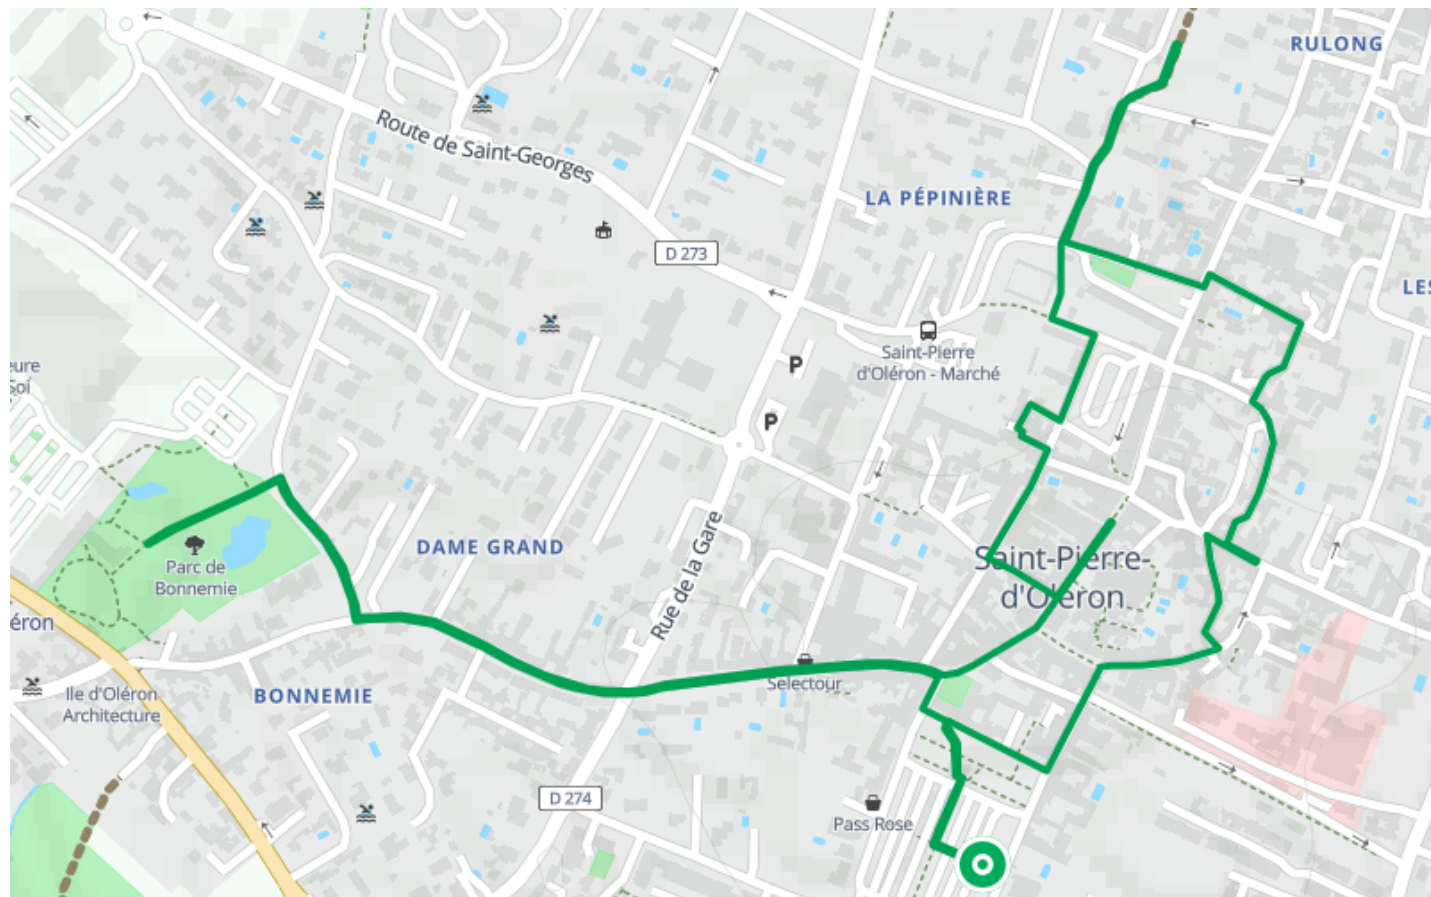 RULONG
Route de Saint-Georges
LA PÉPINIÈRE
D 273
LES
P
Saint-Pierre
d'Oléron - Marché
eure
Soï
P
DAME GRAND
Rue de la Gare
Saint-Pierre-
d'Oléron
Parc de
Bonnemie
éron
Selectour
BONNEMIE
Ile d'Oléron
Architecture
D 274
Pass Rose